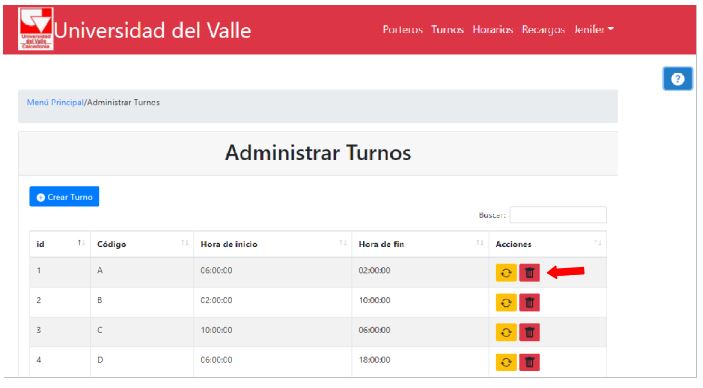 Universidad del Valle Caicedonia
Universidad del Valle
Porteros Turnos Horarios Recargos Jenifer
?
Menú Principal/Administrar Turnos
Administrar Turnos
Crear Turno
Buscar:
id Código Hora de inicio Hora de fin Acciones
1 A 06:00:00 02:00:00
2 B 02:00:00 10:00:00
3 C 10:00:00 06:00:00
4 D 06:00:00 18:00:00